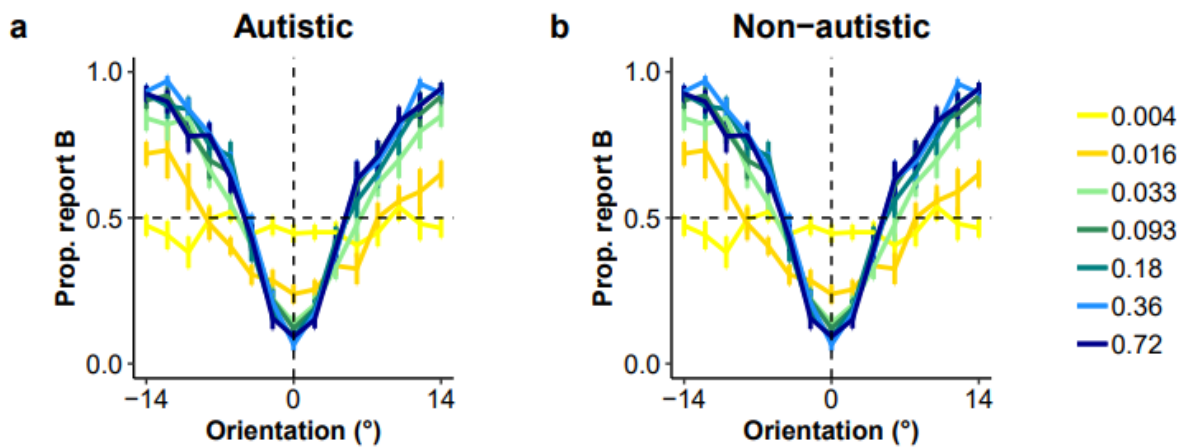 a Autistic
b Non−autistic
1.0
0.5
0.0
Prop. report B
−14 0 14
Orientation (°)
1.0
0.5
0.0
Prop. report B
−14 0 14
Orientation (°)
0.004
0.016
0.033
0.093
0.18
0.36
0.72